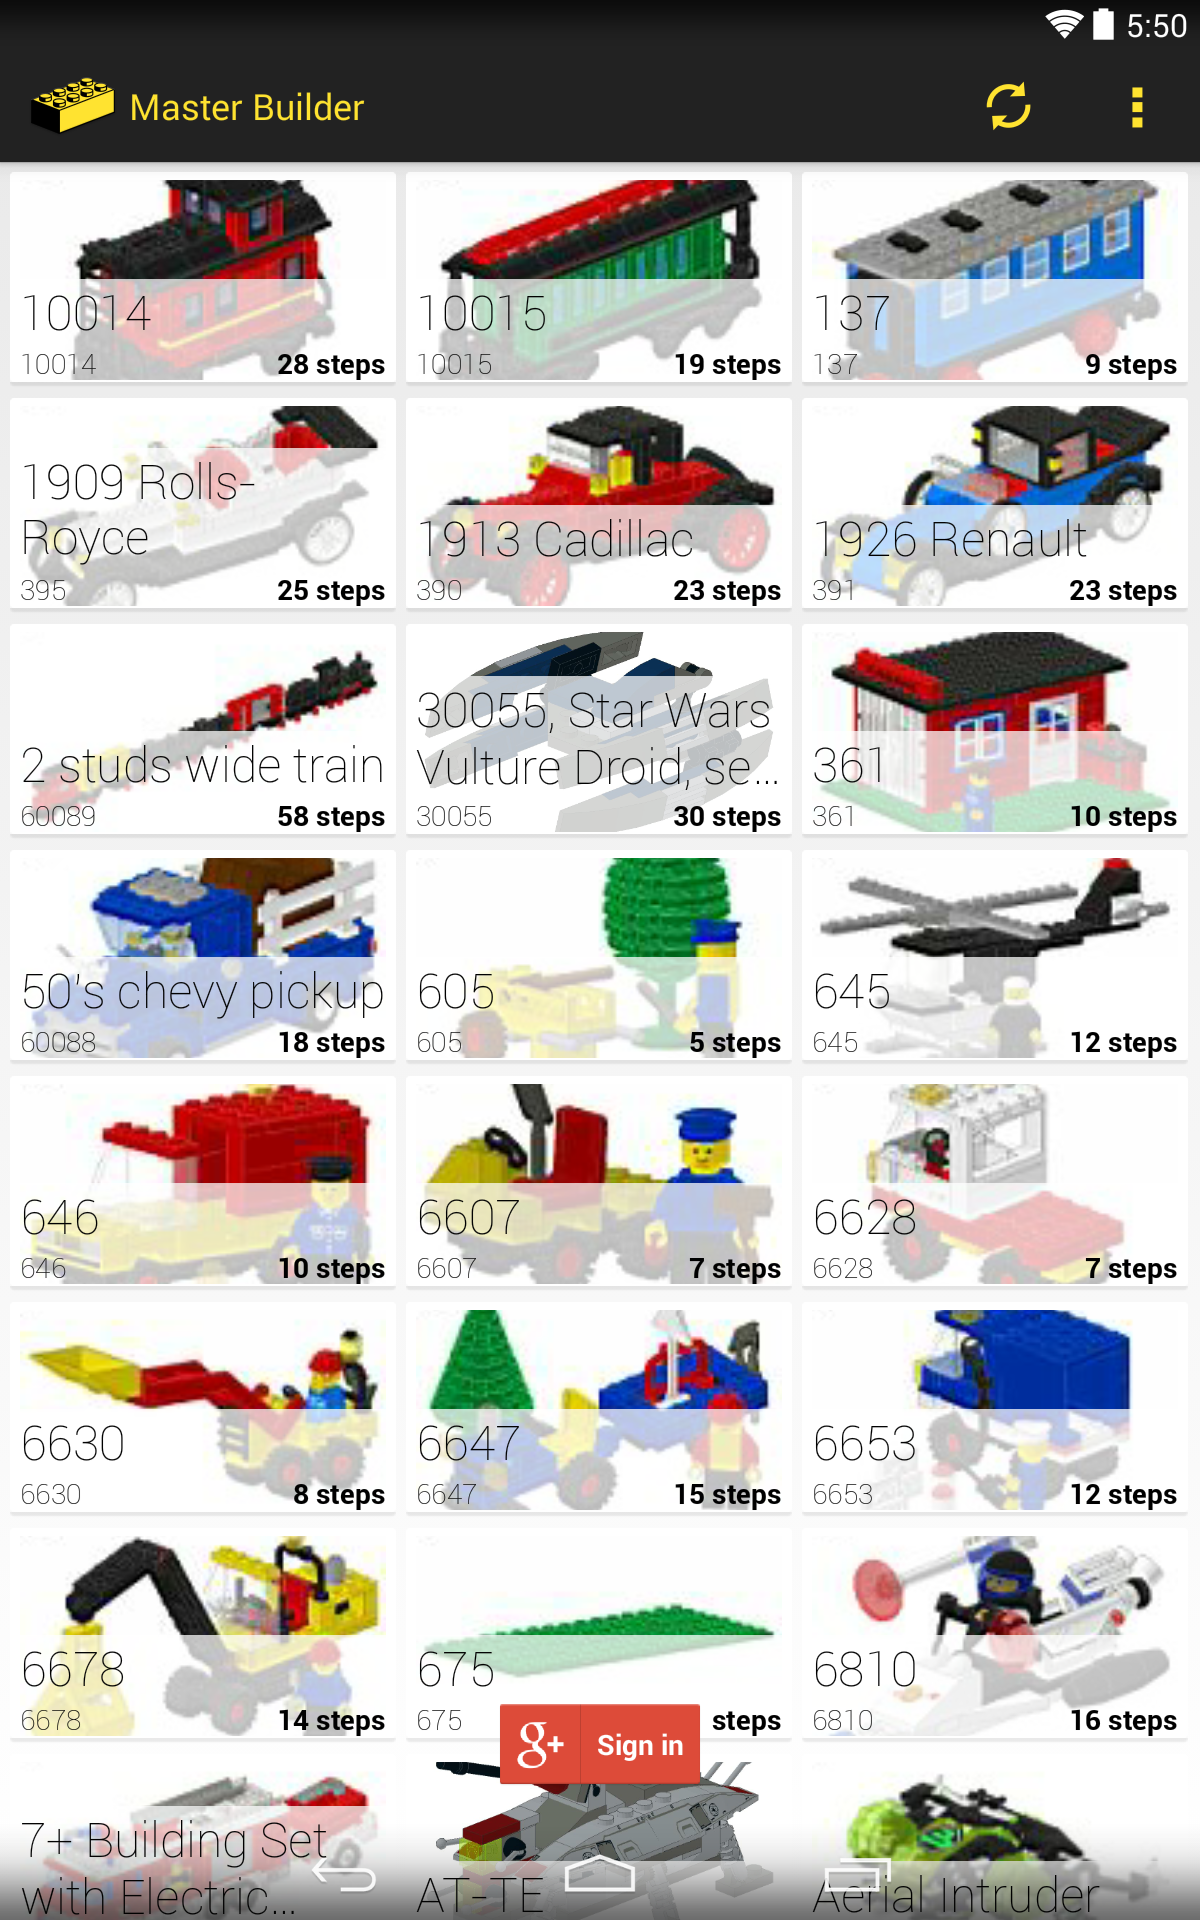 5:50
Master Builder
10014
10014 28 steps
10015
10015 19 steps
137
137 9 steps
1909 Rolls-
Royce
395 25 steps
1913 Cadillac
390 23 steps
1926 Renault
391 23 steps
2 studs wide train
60089 58 steps
30055, Star Wars
Vulture Droid, se...
30055 30 steps
361
361 10 steps
50's chevy pickup
60088 18 steps
605
605 5 steps
645
645 12 steps
646
646 10 steps
6607
6607 7 steps
6628
6628 7 steps
6630
6630 8 steps
6647
6647 15 steps
6653
6653 12 steps
6678
6678 14 steps
675
675 steps
6810
6810 16 steps
g+ Sign in
7+ Building Set
with Electric...
AT-TE
Aerial Intruder